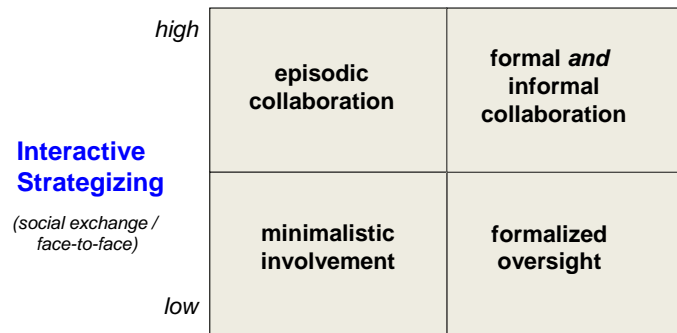 high
episodic
collaboration
formal and
informal
collaboration
Interactive
Strategizing
(social exchange /
face-to-face)
minimalistic
involvement
formalized
oversight
low